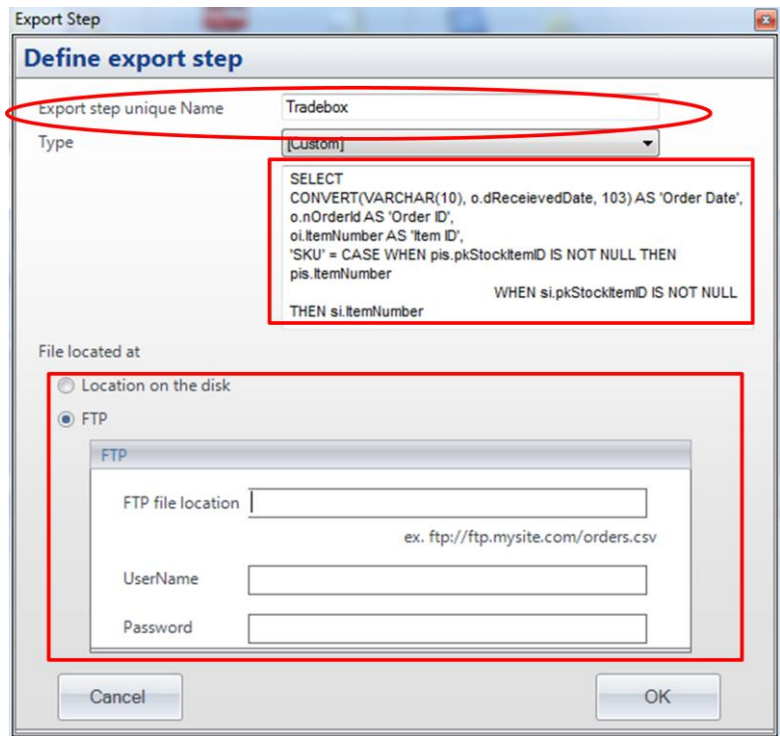 Export Step
Define export step
Export step unique Name Tradebox
Type [Custom]
SELECT
CONVERT(VARCHAR(10), o.dReceievedDate, 103) AS 'Order Date',
o.nOrderId AS 'Order ID',
oi.ItemNumber AS 'Item ID',
'SKU' = CASE WHEN pis.pkStockItemID IS NOT NULL THEN
pis.ItemNumber
WHEN si.pkStockItemID IS NOT NULL
THEN si.ItemNumber
File located at
Location on the disk
FTP
FTP
FTP file location
ex. ftp://ftp.mysite.com/orders.csv
UserName
Password
Cancel OK